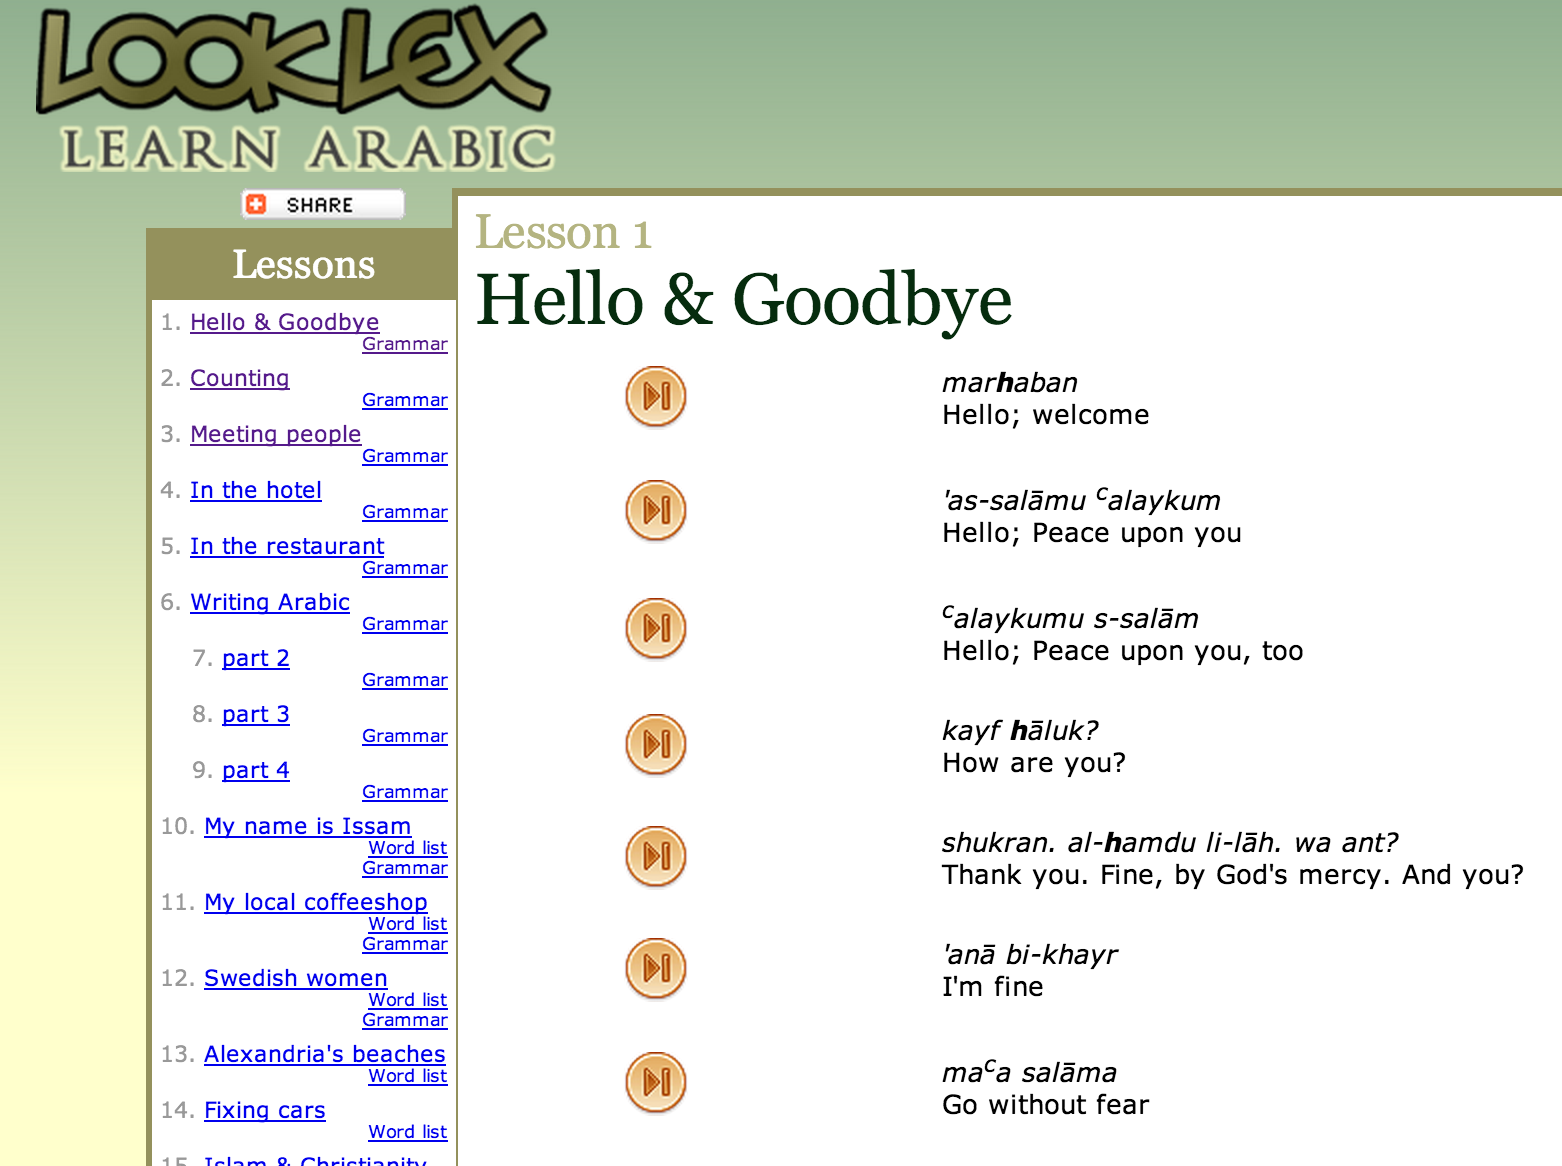 LOOKLEX
LEARN ARABIC
SHARE
Lessons
1. Hello & Goodbye
Grammar
2. Counting
Grammar
3. Meeting people
Grammar
4. In the hotel
Grammar
5. In the restaurant
Grammar
6. Writing Arabic
Grammar
7. part 2
Grammar
8. part 3
Grammar
9. part 4
Grammar
10. My name is Issam
Word list
Grammar
11. My local coffeeshop
Word list
Grammar
12. Swedish women
Word list
Grammar
13. Alexandria's beaches
Word list
14. Fixing cars
Word list
15. Islam & Christianity
Lesson 1
Hello & Goodbye
marhaban
Hello; welcome
'as-salāmu ᶜalaykum
Hello; Peace upon you
ᶜalaykumu s-salām
Hello; Peace upon you, too
kayf hāluk?
How are you?
shukran. al-hamdu li-lāh. wa ant?
Thank you. Fine, by God's mercy. And you?
'anā bi-khayr
I'm fine
maᶜa salāma
Go without fear